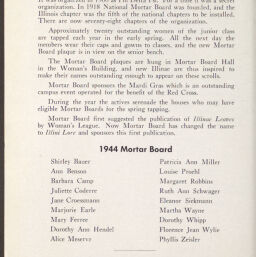 organization. In 1918 National Mortar Board was founded, and the
Illinois chapter was the fifth of the national chapters to be installed.
There are now seventy-eight chapters of the organization.
Approximately twenty outstanding women of the junior class
are tapped each year in the early spring. All the next day the
members wear their caps and gowns to classes, and the new Mortar
Board plaque is in view on the senior bench.
The Mortar Board plaques are hung in Mortar Board Hall
in the Woman's Building, and new Illinae are thus inspired to
make their names outstanding enough to appear on these scrolls.
Mortar Board sponsors the Mardi Gras which is an outstanding
campus event operated for the benefit of the Red Cross.
During the year the actives serenade the houses who may have
eligible Mortar Boards for the Spring tapping.
Mortar Board first suggested the publication of Illinae Leaves
by Woman's League. Now Mortar Board has changed the name
to Illini Lore and sponsors this first publication.
1944 Mortar Board
Shirley Bauer
Ann Benson
Barbara Camp
Juliette Coderre
Jane Croessmann
Marjorie Earle
Mary Ferree
Dorothy Ann Hendel
Alice Meserve
Patricia Ann Miller
Louise Proehl
Margaret Robbins
Ruth Ann Schwager
Eleanor Siekmann
Martha Wayne
Dorothy Whipp
Florence Jean Wylie
Phyllis Zeisler